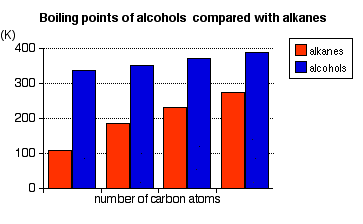 Boiling points of alcohols compared with alkanes
(K)
400
300
200
100
0
number of carbon atoms
alkanes
alcohols